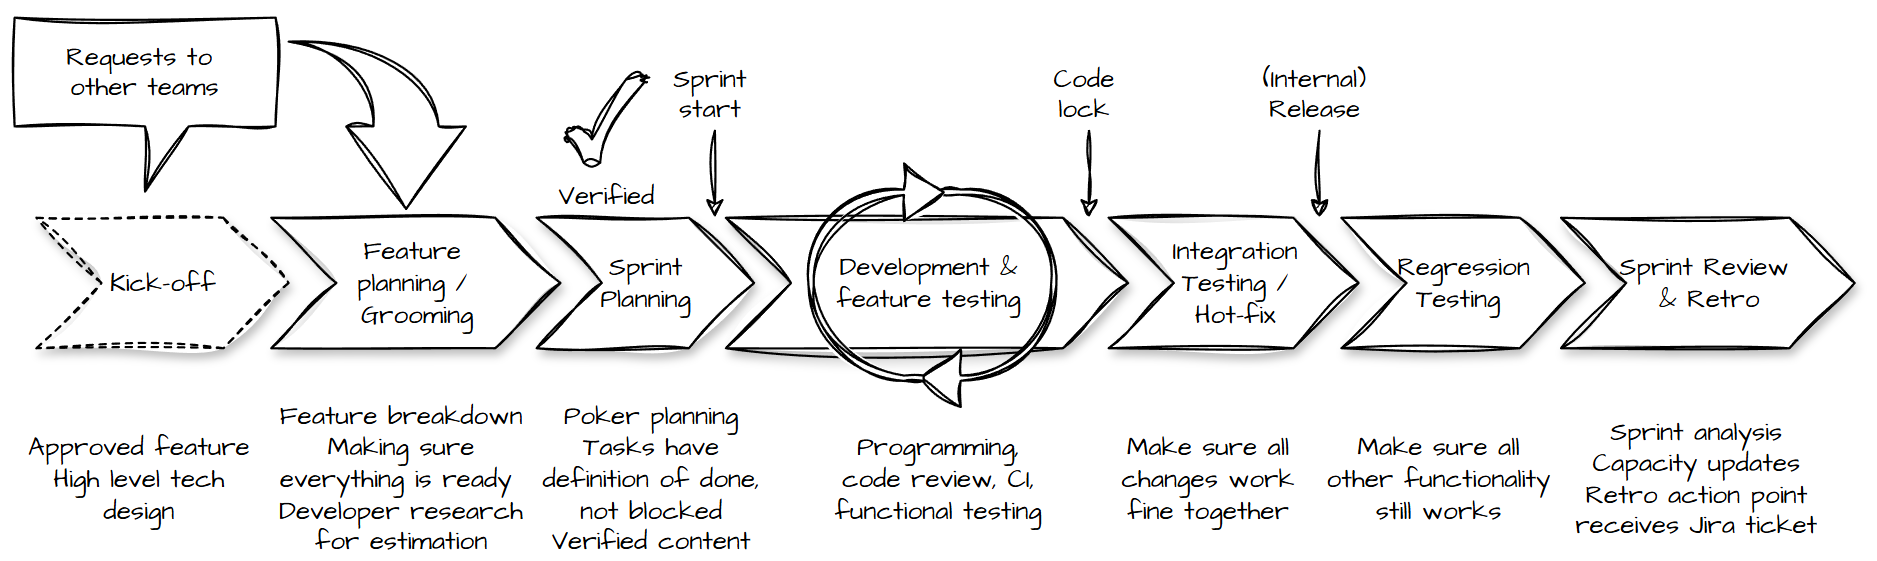 Requests to
other teams
Verified
Sprint
start
Code
lock
(Internal)
Release
Kick-off
Feature
planning /
Grooming
Sprint
Planning
Development &
feature testing
Integration
Testing /
Hot-fix
Regression
Testing
Sprint Review
& Retro
Approved feature
High level tech
design
Feature breakdown
Making sure
everything is ready
Developer research
for estimation
Poker planning
Tasks have
definition of done,
not blocked
Verified content
Programming,
code review, CI,
functional testing
Make sure all
changes work
fine together
Make sure all
other functionality
still works
Sprint analysis
Capacity updates
Retro action point
receives Jira ticket